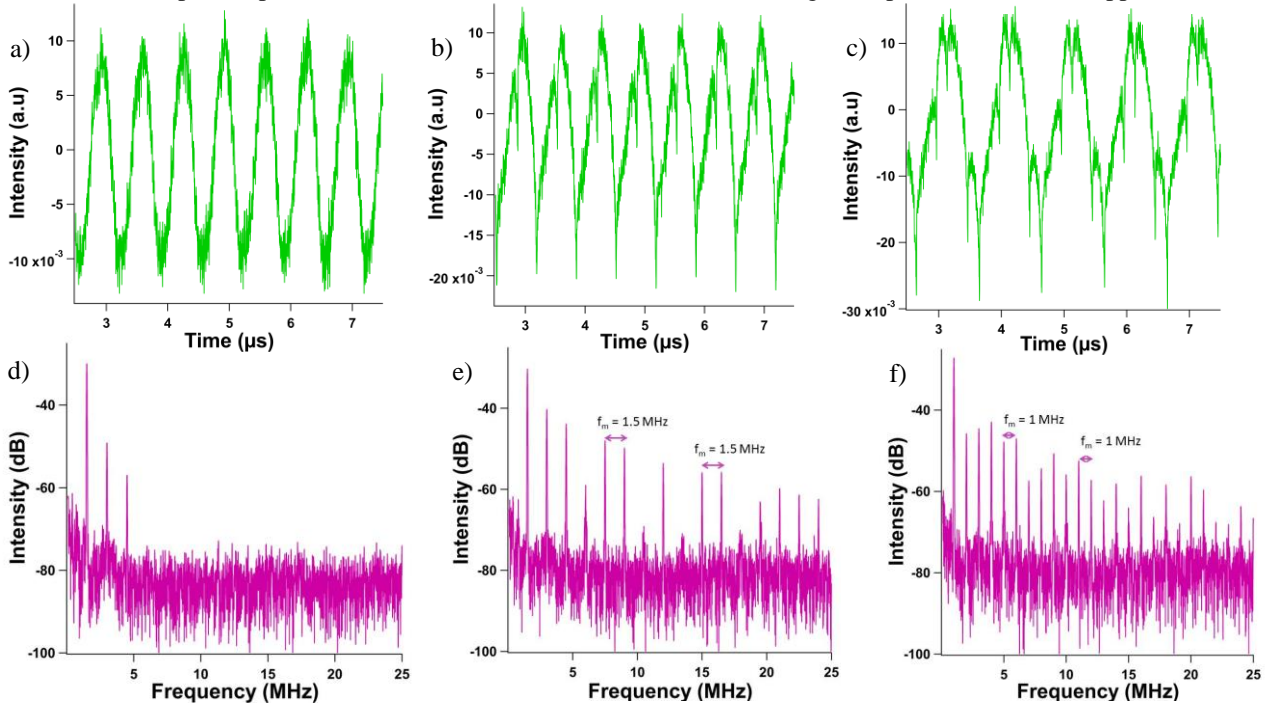 a)
10
5
0
-5
-10 x10⁻³
Intensity (a.u)
3 4 5 6 7
Time (µs)
b)
10
5
0
-5
-10
-15
-20 x10⁻³
Intensity (a.u)
3 4 5 6 7
Time (µs)
c)
10
0
-10
-20
-30 x10⁻³
Intensity (a.u)
3 4 5 6 7
Time (µs)
d)
-40
-60
-80
-100
Intensity (dB)
5 10 15 20 25
Frequency (MHz)
e)
fm = 1.5 MHz
fm = 1.5 MHz
-40
-60
-80
-100
Intensity (dB)
5 10 15 20 25
Frequency (MHz)
f)
fm = 1 MHz
fm = 1 MHz
-40
-60
-80
-100
Intensity (dB)
5 10 15 20 25
Frequency (MHz)